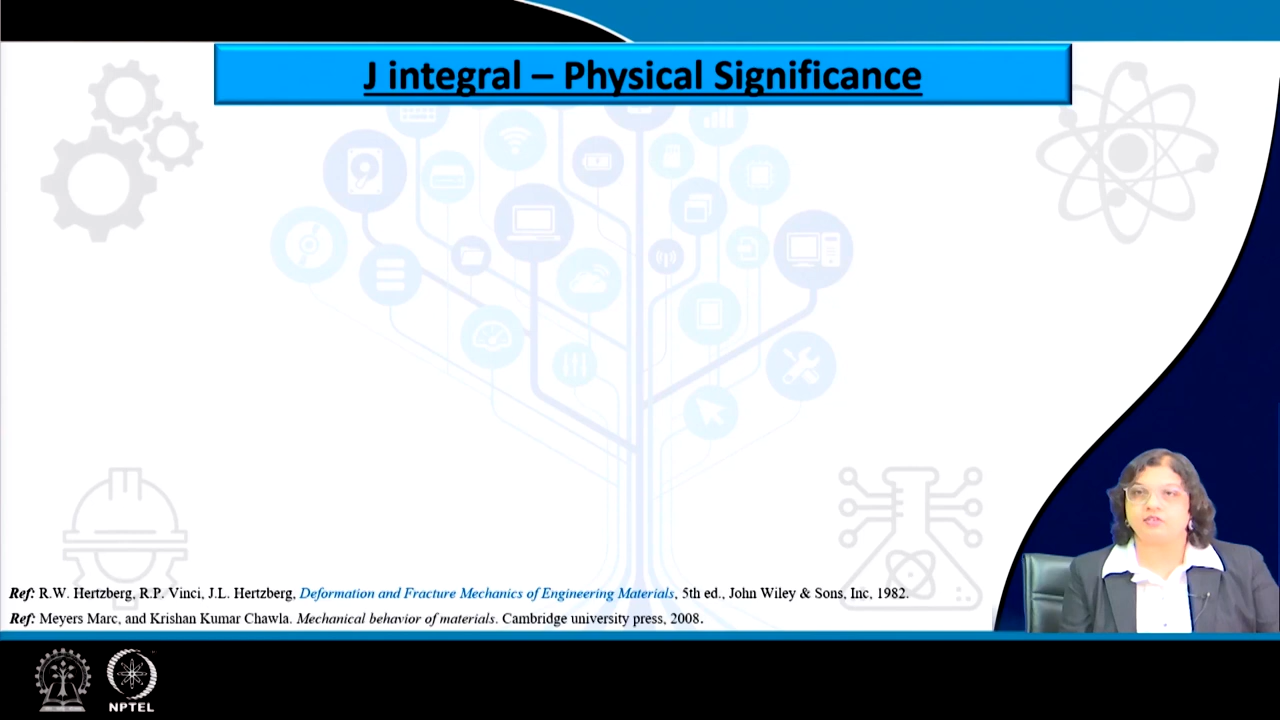 J integral – Physical Significance
Ref: R.W. Hertzberg, R.P. Vinci, J.L. Hertzberg, Deformation and Fracture Mechanics of Engineering Materials, 5th ed., John Wiley & Sons, Inc, 1982.
Ref: Meyers Marc, and Krishan Kumar Chawla. Mechanical behavior of materials. Cambridge university press, 2008.
NPTEL